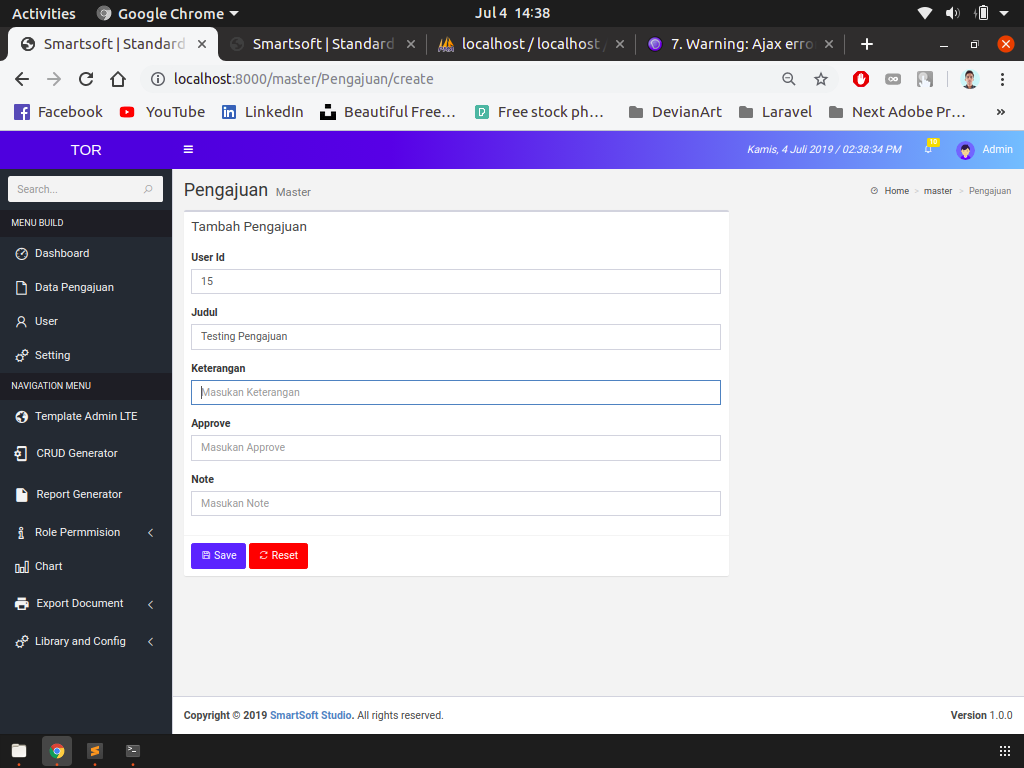 Activities Google Chrome Jul 4 14:38
Smartsoft | Standard Smartsoft | Standard localhost / localhost / 7. Warning: Ajax erro
localhost:8000/master/Pengajuan/create
Facebook YouTube LinkedIn Beautiful Free... Free stock ph... DevianArt Laravel Next Adobe Pr... »
TOR Kamis, 4 Juli 2019 / 02:38:34 PM 10 Admin
Search...
Pengajuan Master
Home > master > Pengajuan
MENU BUILD
Dashboard
Data Pengajuan
User
Setting
NAVIGATION MENU
Template Admin LTE
CRUD Generator
Report Generator
Role Permmision
Chart
Export Document
Library and Config
Tambah Pengajuan
User Id
15
Judul
Testing Pengajuan
Keterangan
Masukan Keterangan
Approve
Masukan Approve
Note
Masukan Note
Save Reset
Copyright © 2019 SmartSoft Studio. All rights reserved. Version 1.0.0